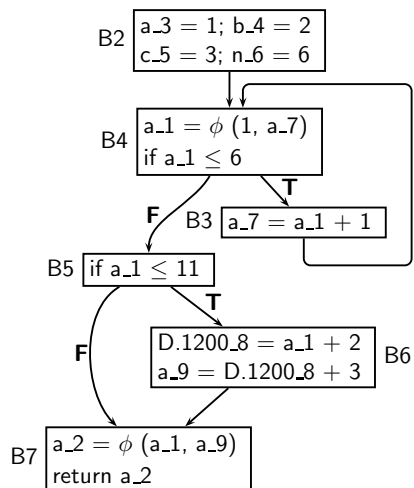 B2
a_3 = 1; b_4 = 2
c_5 = 3; n_6 = 6
B4
a_1 = ϕ (1, a_7)
if a_1 ≤ 6
F
T
B3
a_7 = a_1 + 1
B5
if a_1 ≤ 11
F
T
D.1200_8 = a_1 + 2
a_9 = D.1200_8 + 3
B6
B7
a_2 = ϕ (a_1, a_9)
return a_2